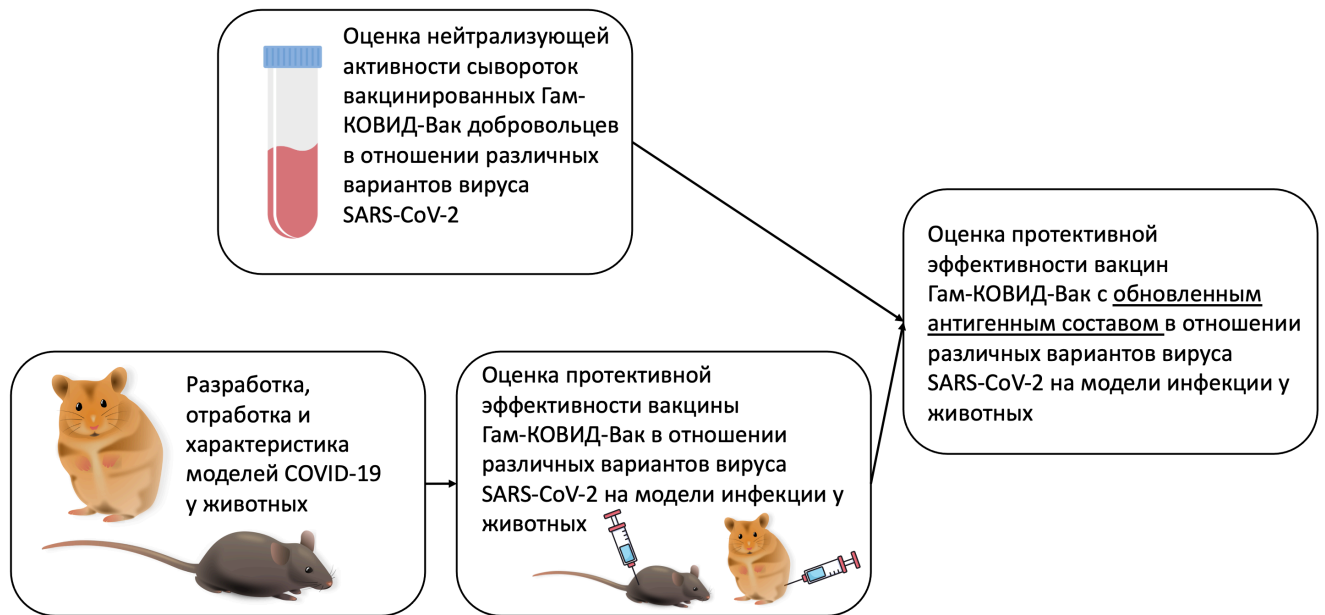 Оценка нейтрализующей
активности сывороток
вакцинированных Гам-
КОВИД-Вак добровольцев
в отношении различных
вариантов вируса
SARS-CoV-2
Разработка,
отработка и
характеристика
моделей COVID-19
у животных
Оценка протективной
эффективности вакцины
Гам-КОВИД-Вак в отношении
различных вариантов вируса
SARS-CoV-2 на модели инфекции у
животных
Оценка протективной
эффективности вакцин
Гам-КОВИД-Вак с обновленным
антигенным составом в отношении
различных вариантов вируса
SARS-CoV-2 на модели инфекции у
животных